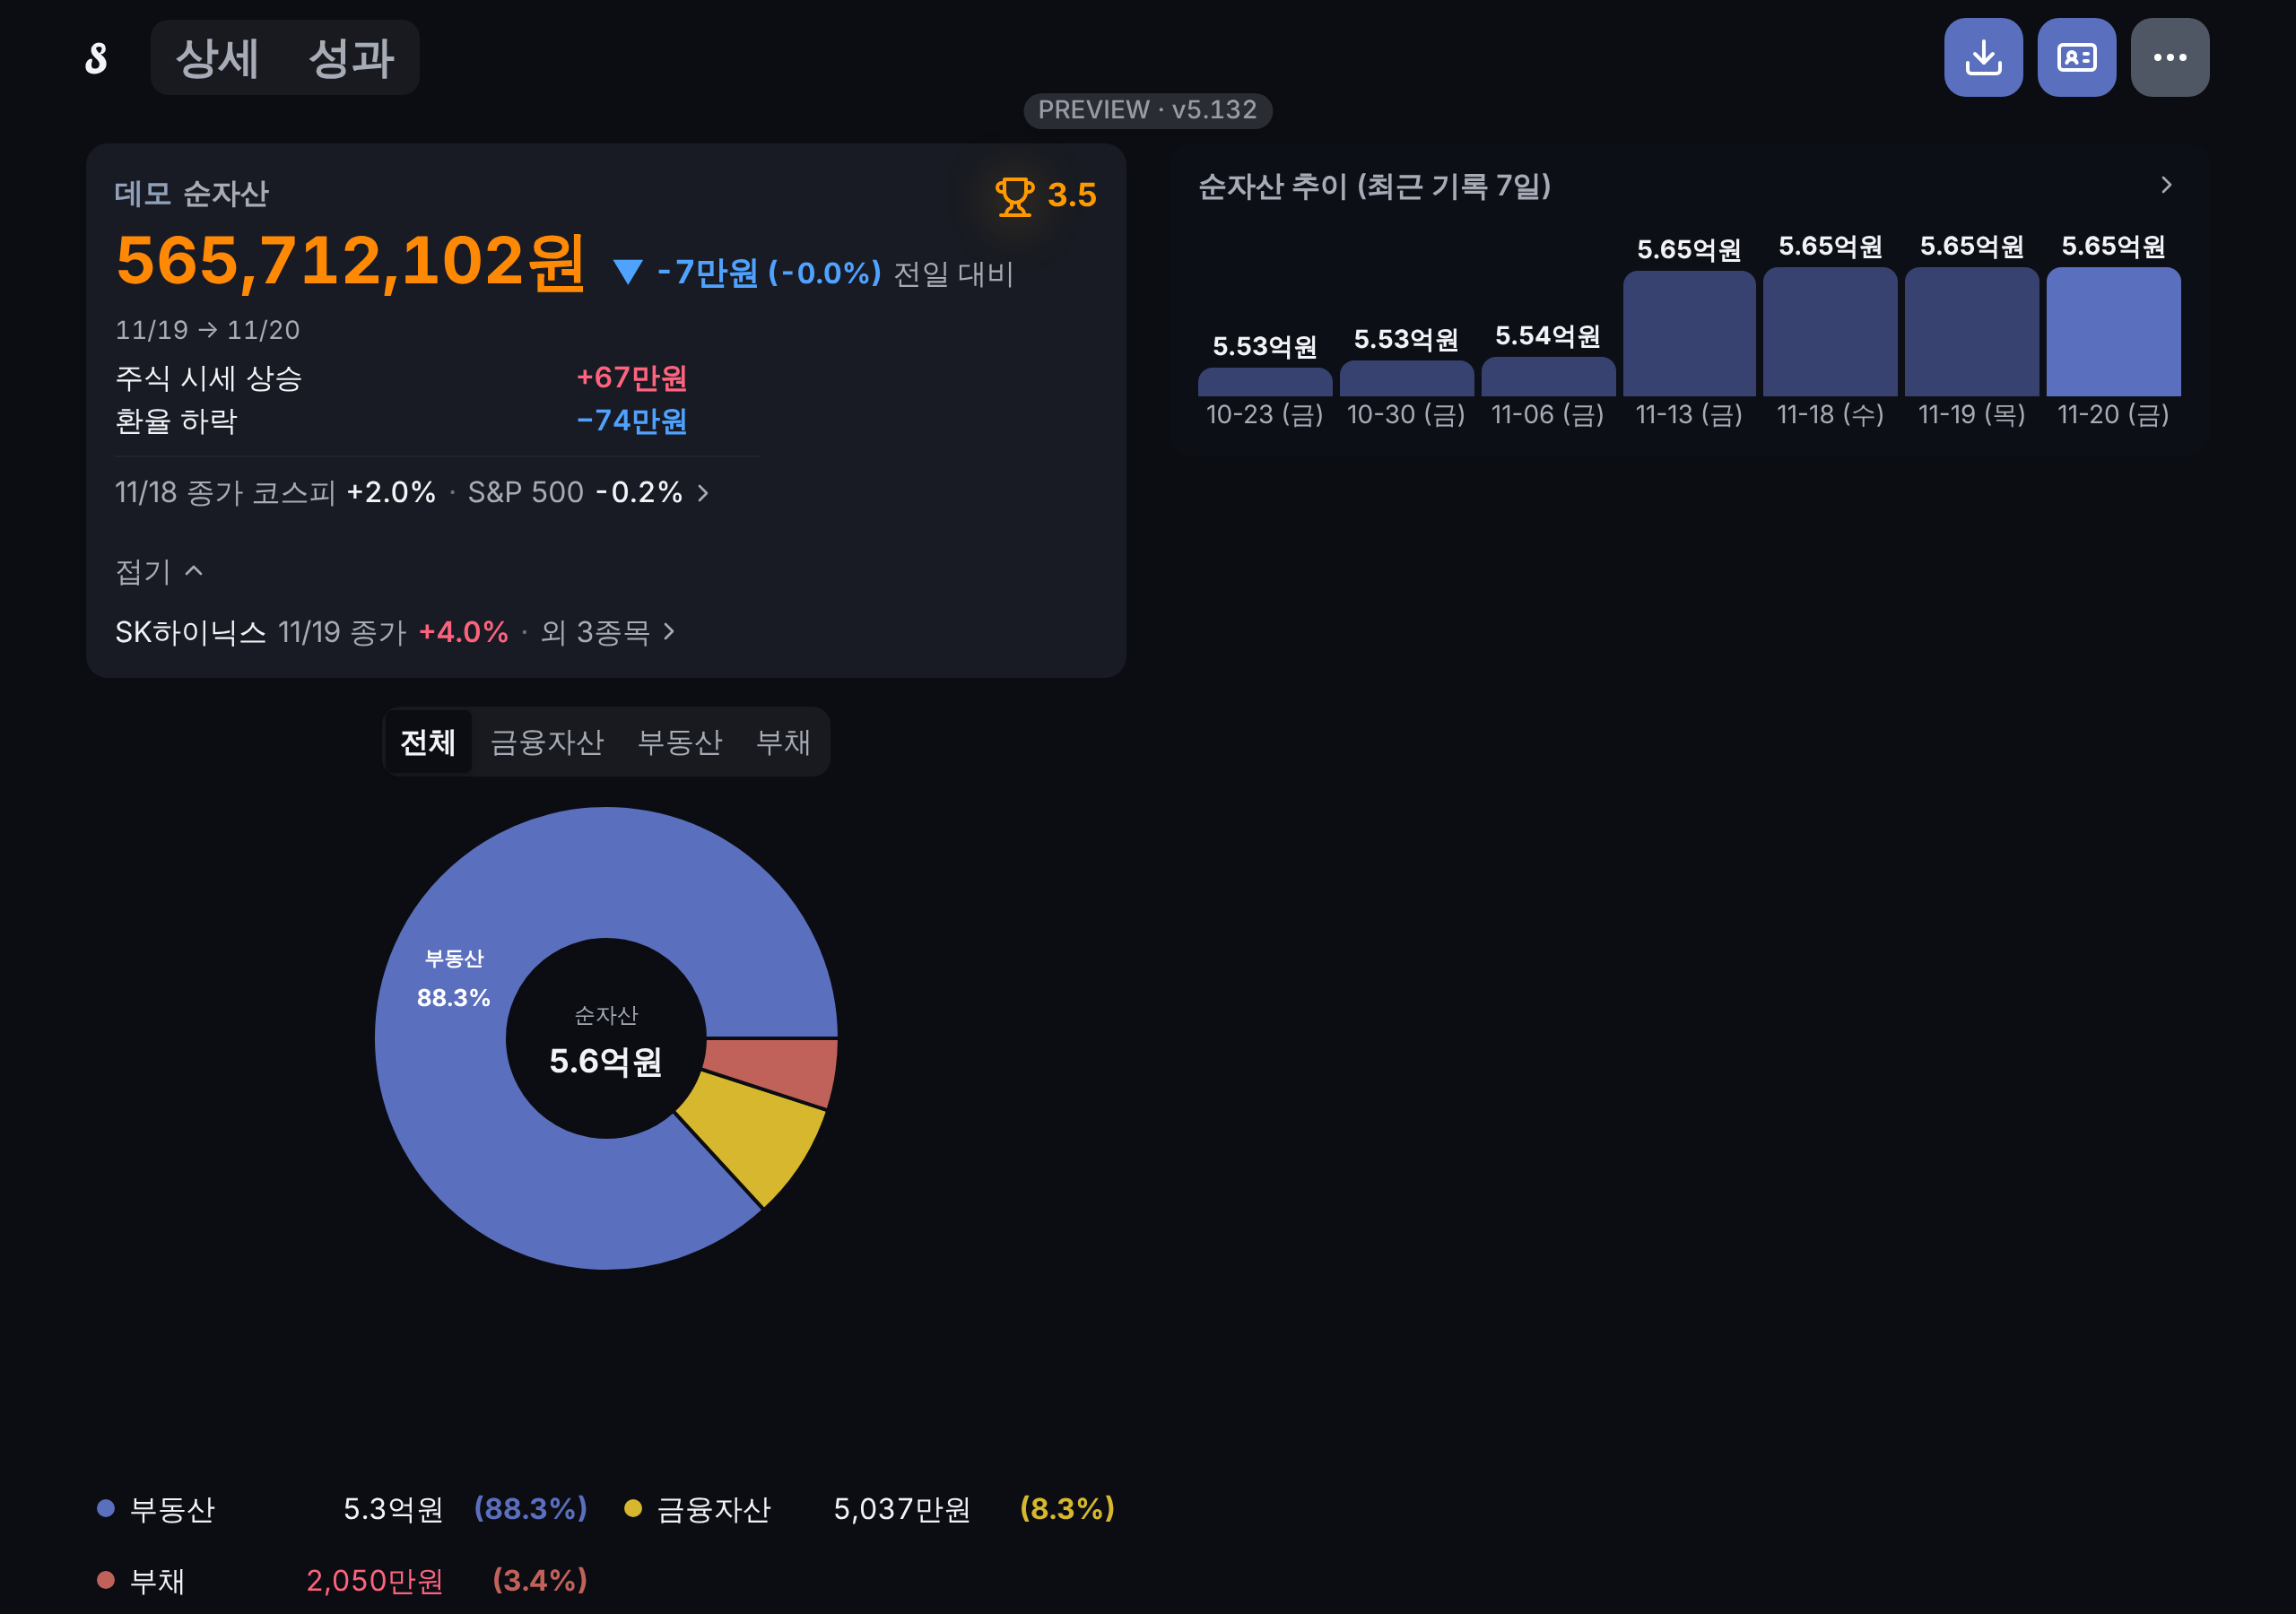 S
상세 성과
PREVIEW · v5.132
데모 순자산
3.5
565,712,102원 ▼ -7만원 (-0.0%) 전일 대비
11/19 → 11/20
주식 시세 상승 +67만원
환율 하락 −74만원
11/18 종가 코스피 +2.0% · S&P 500 -0.2% >
접기
SK하이닉스 11/19 종가 +4.0% · 외 3종목 >
순자산 추이 (최근 기록 7일) >
5.53억원 5.53억원 5.54억원 5.65억원 5.65억원 5.65억원 5.65억원
10-23 (금) 10-30 (금) 11-06 (금) 11-13 (금) 11-18 (수) 11-19 (목) 11-20 (금)
전체 금융자산 부동산 부채
부동산
88.3%
순자산
5.6억원
부동산 5.3억원 (88.3%)
금융자산 5,037만원 (8.3%)
부채 2,050만원 (3.4%)